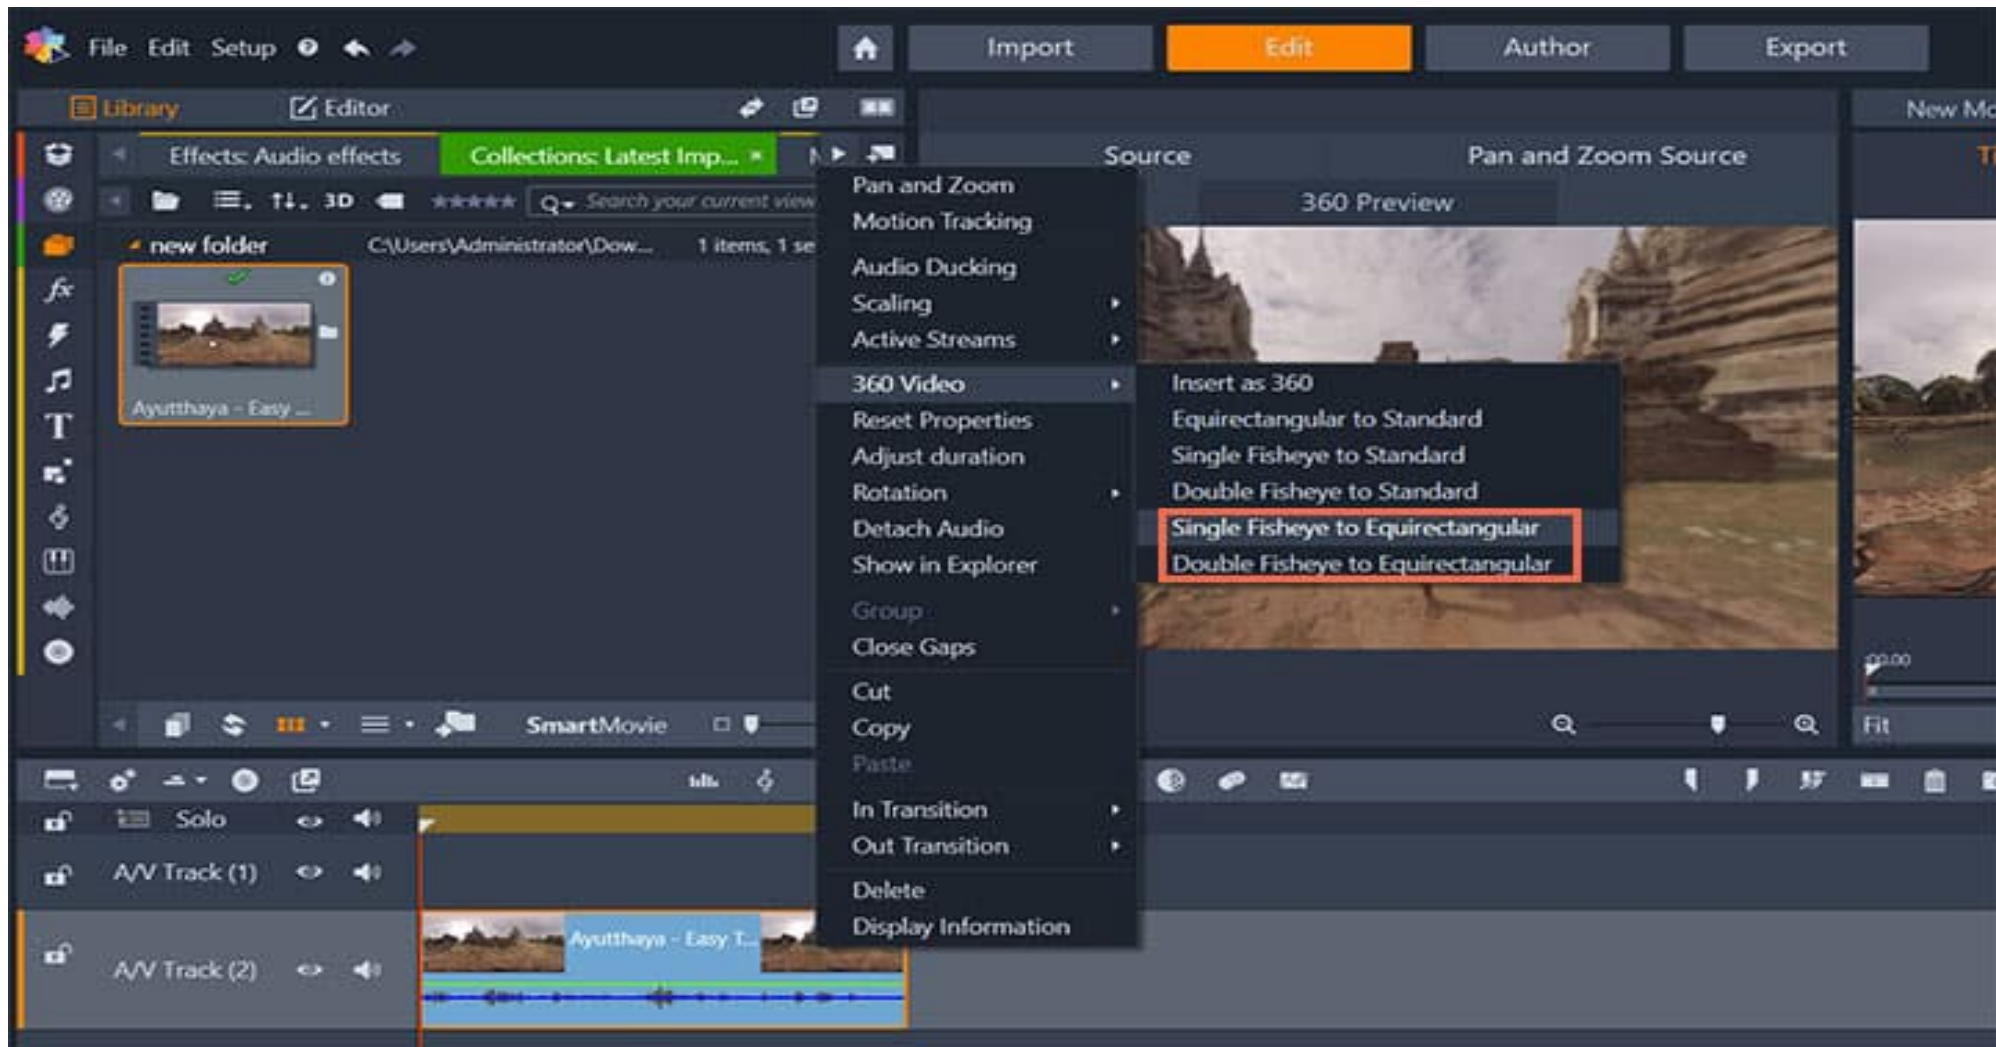 File Edit Setup
Import Edit Author Export
Library Editor
New Mo
Effects: Audio effects Collections: Latest Imp... ×
Source Pan and Zoom Source
3D Search your current view
360 Preview
new folder C:\Users\Administrator\Dow... 1 items, 1 se
fx
T
Ayutthaya - Easy ...
Pan and Zoom
Motion Tracking
Audio Ducking
Scaling
Active Streams
360 Video
Reset Properties
Adjust duration
Rotation
Detach Audio
Show in Explorer
Group
Close Gaps
Cut
Copy
Paste
In Transition
Out Transition
Delete
Display Information
Insert as 360
Equirectangular to Standard
Single Fisheye to Standard
Double Fisheye to Standard
Single Fisheye to Equirectangular
Double Fisheye to Equirectangular
SmartMovie
Fit
Solo
A/V Track (1)
Ayutthaya - Easy T...
A/V Track (2)